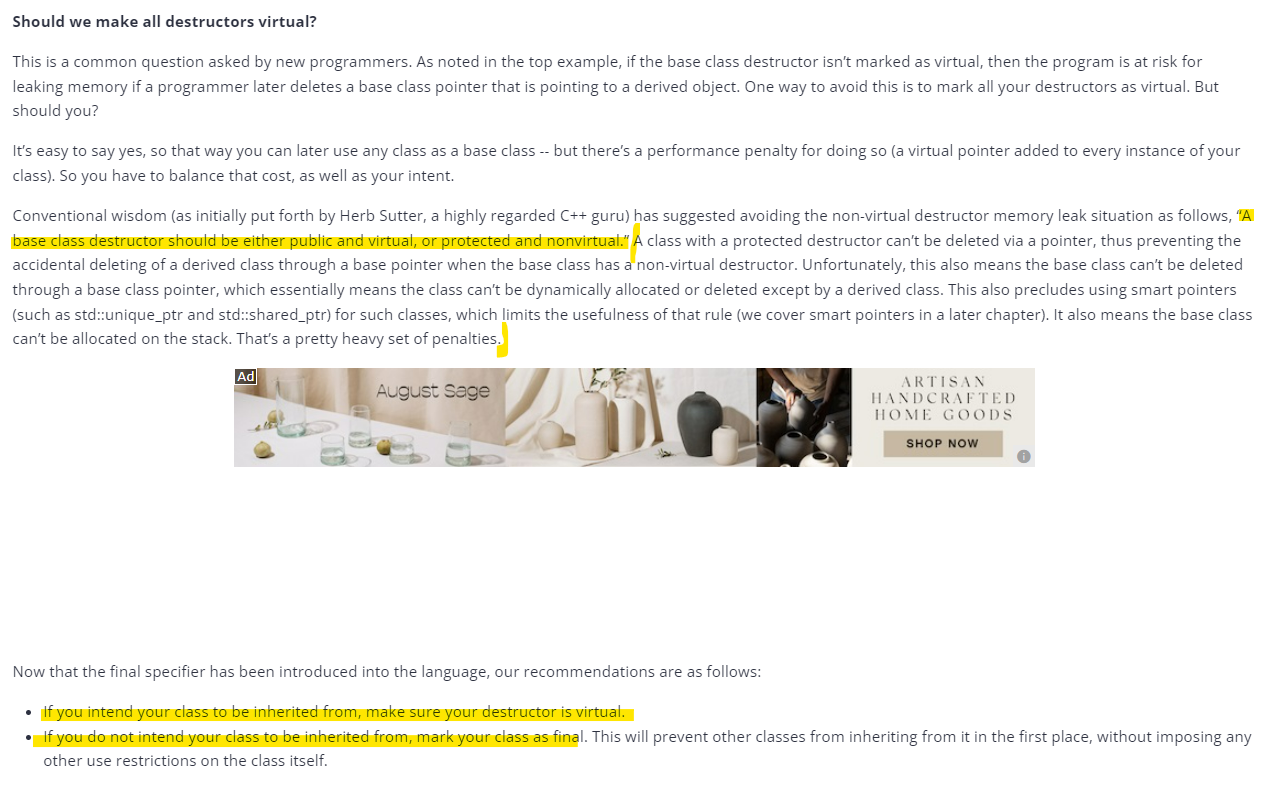 Should we make all destructors virtual?
This is a common question asked by new programmers. As noted in the top example, if the base class destructor isn’t marked as virtual, then the program is at risk for
leaking memory if a programmer later deletes a base class pointer that is pointing to a derived object. One way to avoid this is to mark all your destructors as virtual. But
should you?
It’s easy to say yes, so that way you can later use any class as a base class -- but there’s a performance penalty for doing so (a virtual pointer added to every instance of your
class). So you have to balance that cost, as well as your intent.
Conventional wisdom (as initially put forth by Herb Sutter, a highly regarded C++ guru) has suggested avoiding the non-virtual destructor memory leak situation as follows, “A
base class destructor should be either public and virtual, or protected and nonvirtual.” A class with a protected destructor can’t be deleted via a pointer, thus preventing the
accidental deleting of a derived class through a base pointer when the base class has a non-virtual destructor. Unfortunately, this also means the base class can’t be deleted
through a base class pointer, which essentially means the class can’t be dynamically allocated or deleted except by a derived class. This also precludes using smart pointers
(such as std::unique_ptr and std::shared_ptr) for such classes, which limits the usefulness of that rule (we cover smart pointers in a later chapter). It also means the base class
can’t be allocated on the stack. That’s a pretty heavy set of penalties.
Ad
August Sage
ARTISAN
HANDCRAFTED
HOME GOODS
SHOP NOW
Now that the final specifier has been introduced into the language, our recommendations are as follows:
• If you intend your class to be inherited from, make sure your destructor is virtual.
• If you do not intend your class to be inherited from, mark your class as final. This will prevent other classes from inheriting from it in the first place, without imposing any
other use restrictions on the class itself.